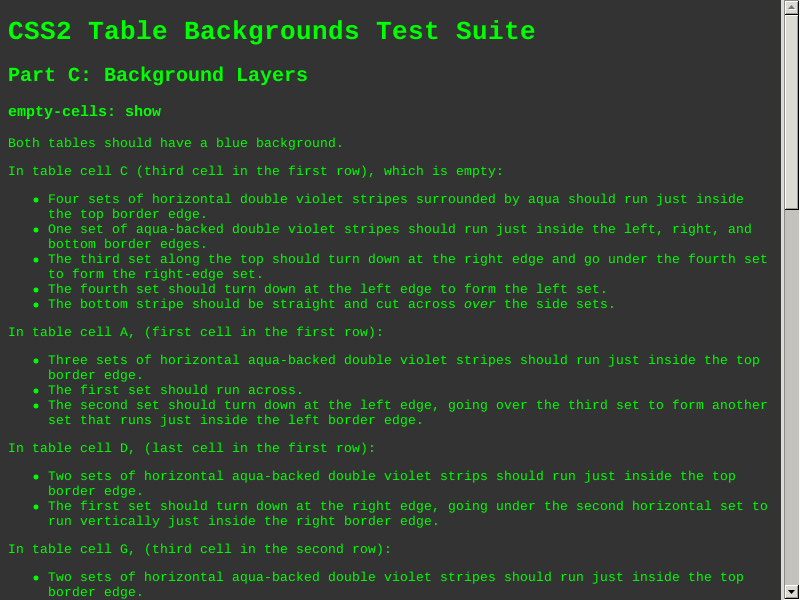 CSS2 Table Backgrounds Test Suite
Part C: Background Layers
empty-cells: show
Both tables should have a blue background.
In table cell C (third cell in the first row), which is empty:
Four sets of horizontal double violet stripes surrounded by aqua should run just inside
the top border edge.
One set of aqua-backed double violet stripes should run just inside the left, right, and
bottom border edges.
The third set along the top should turn down at the right edge and go under the fourth set
to form the right-edge set.
The fourth set should turn down at the left edge to form the left set.
The bottom stripe should be straight and cut across over the side sets.
In table cell A, (first cell in the first row):
Three sets of horizontal aqua-backed double violet stripes should run just inside the top
border edge.
The first set should run across.
The second set should turn down at the left edge, going over the third set to form another
set that runs just inside the left border edge.
In table cell D, (last cell in the first row):
Two sets of horizontal aqua-backed double violet strips should run just inside the top
border edge.
The first set should turn down at the right edge, going under the second horizontal set to
run vertically just inside the right border edge.
In table cell G, (third cell in the second row):
Two sets of horizontal aqua-backed double violet stripes should run just inside the top
border edge.